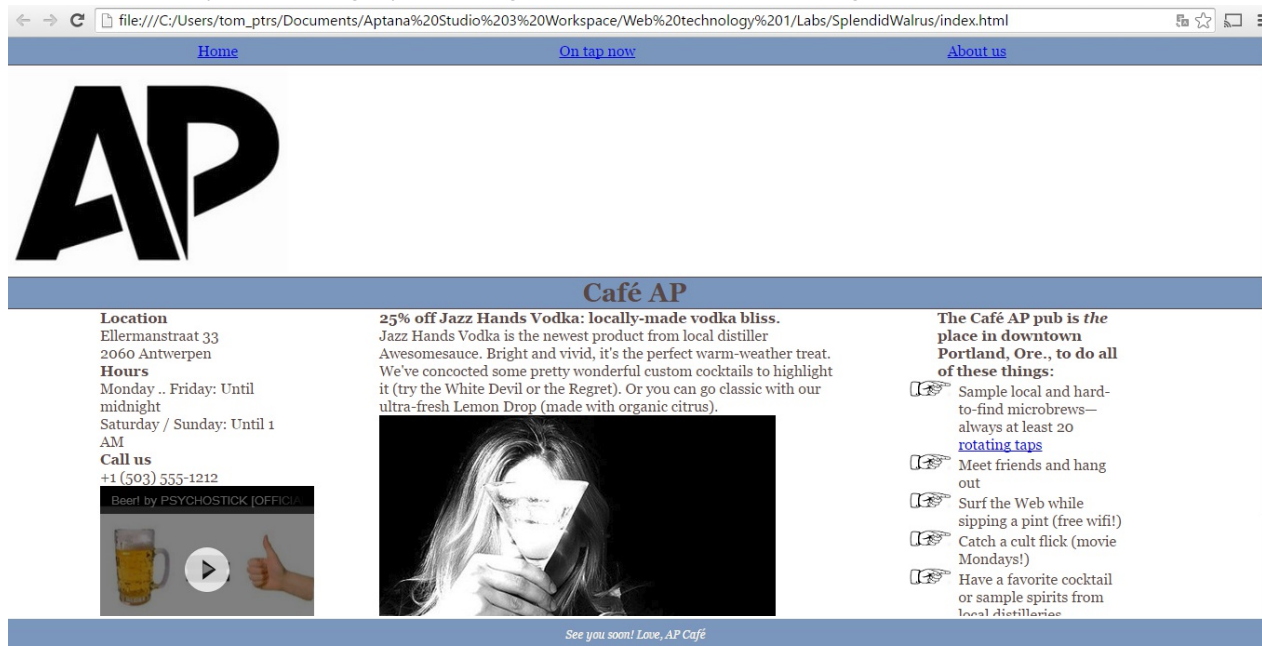 file:///C:/Users/tom_ptrs/Documents/Aptana%20Studio%203%20Workspace/Web%20technology%201/Labs/SplendidWalrus/index.html
Home
On tap now
About us
AP
Café AP
Location
Ellermanstraat 33
2060 Antwerpen
Hours
Monday .. Friday: Until
midnight
Saturday / Sunday: Until 1
AM
Call us
+1 (503) 555-1212
Beer! by PSYCHOSTICK [OFFICIA
25% off Jazz Hands Vodka: locally-made vodka bliss.
Jazz Hands Vodka is the newest product from local distiller
Awesomesauce. Bright and vivid, it's the perfect warm-weather treat.
We've concocted some pretty wonderful custom cocktails to highlight
it (try the White Devil or the Regret). Or you can go classic with our
ultra-fresh Lemon Drop (made with organic citrus).
The Café AP pub is the
place in downtown
Portland, Ore., to do all
of these things:
Sample local and hard-
to-find microbrews—
always at least 20
rotating taps
Meet friends and hang
out
Surf the Web while
sipping a pint (free wifi!)
Catch a cult flick (movie
Mondays!)
Have a favorite cocktail
or sample spirits from
local distilleries
See you soon! Love, AP Café